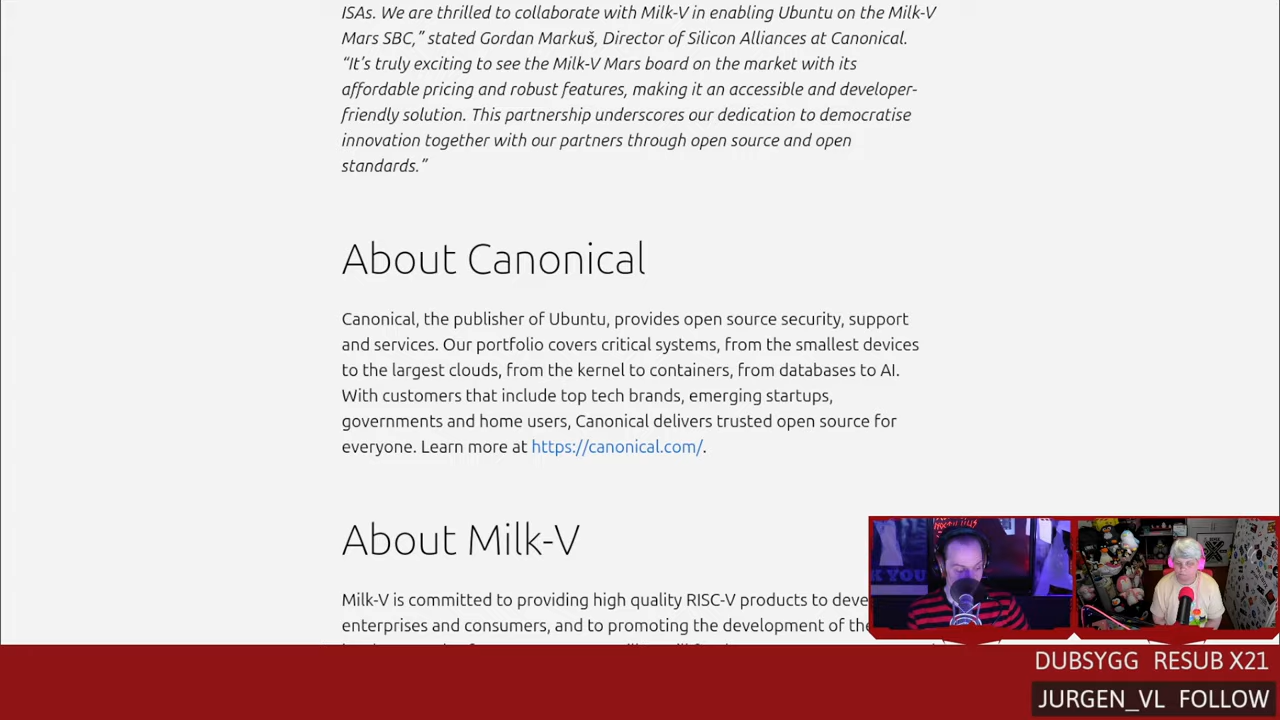 ISAs. We are thrilled to collaborate with Milk-V in enabling Ubuntu on the Milk-V
Mars SBC,” stated Gordan Markuš, Director of Silicon Alliances at Canonical.
“It’s truly exciting to see the Milk-V Mars board on the market with its
affordable pricing and robust features, making it an accessible and developer-
friendly solution. This partnership underscores our dedication to democratise
innovation together with our partners through open source and open
standards.”
About Canonical
Canonical, the publisher of Ubuntu, provides open source security, support
and services. Our portfolio covers critical systems, from the smallest devices
to the largest clouds, from the kernel to containers, from databases to AI.
With customers that include top tech brands, emerging startups,
governments and home users, Canonical delivers trusted open source for
everyone. Learn more at https://canonical.com/.
About Milk-V
Milk-V is committed to providing high quality RISC-V products to deve
enterprises and consumers, and to promoting the development of the
DUBSYGG RESUB X21
JURGEN_VL FOLLOW